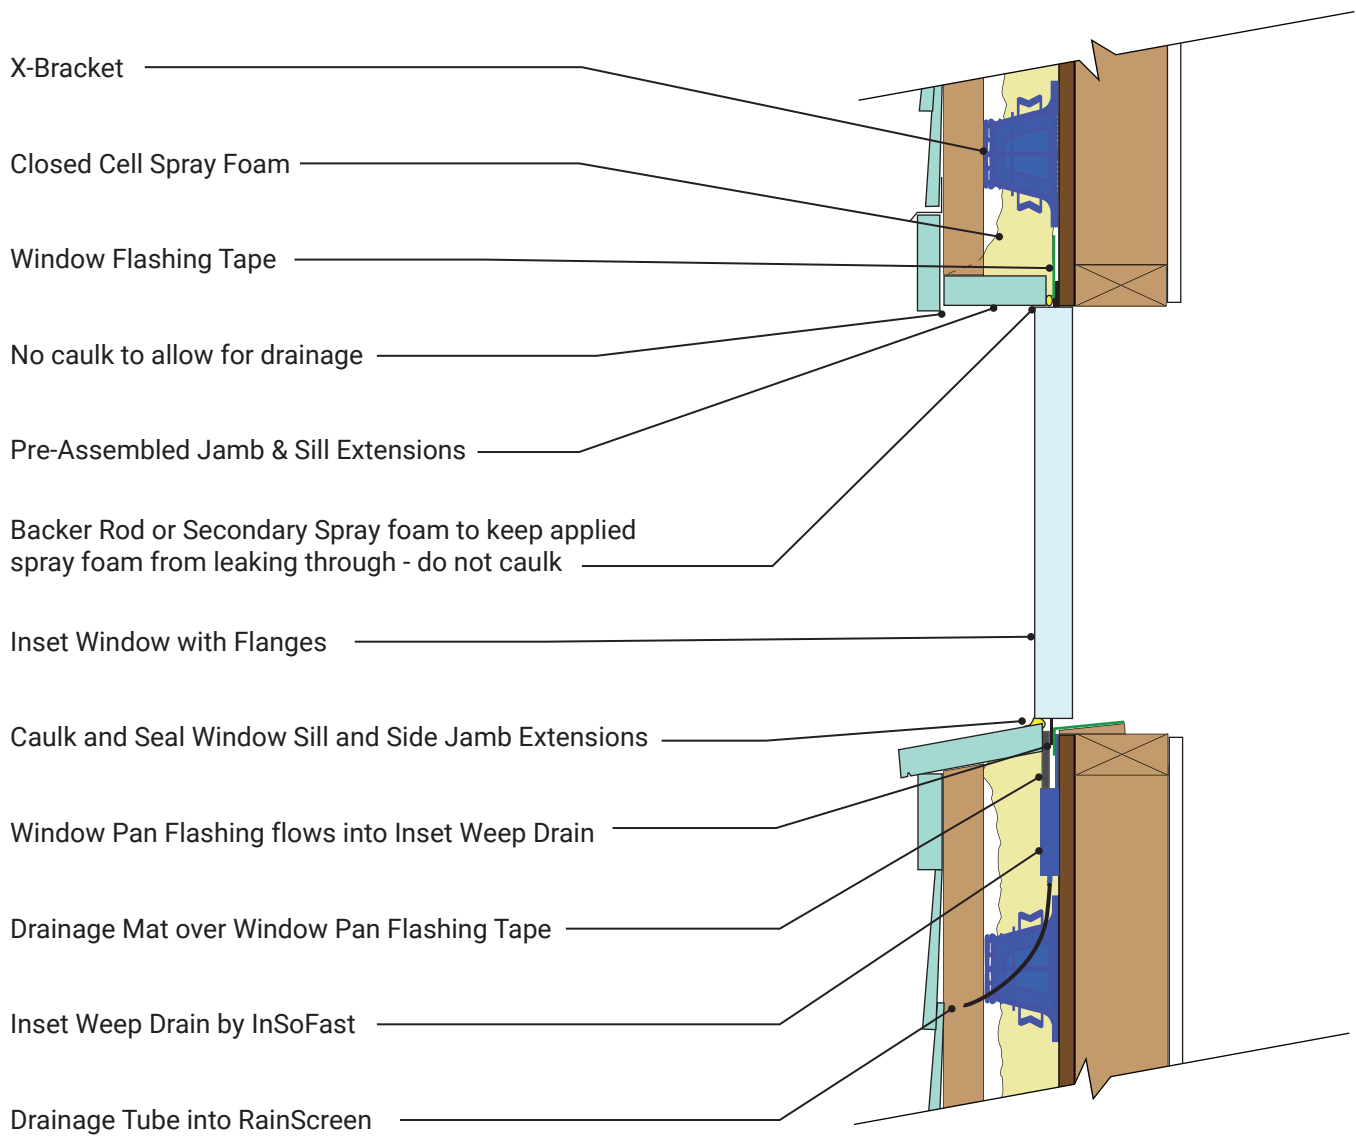 X-Bracket
Closed Cell Spray Foam
Window Flashing Tape
No caulk to allow for drainage
Pre-Assembled Jamb & Sill Extensions
Backer Rod or Secondary Spray foam to keep applied
spray foam from leaking through - do not caulk
Inset Window with Flanges
Caulk and Seal Window Sill and Side Jamb Extensions
Window Pan Flashing flows into Inset Weep Drain
Drainage Mat over Window Pan Flashing Tape
Inset Weep Drain by InSoFast
Drainage Tube into RainScreen